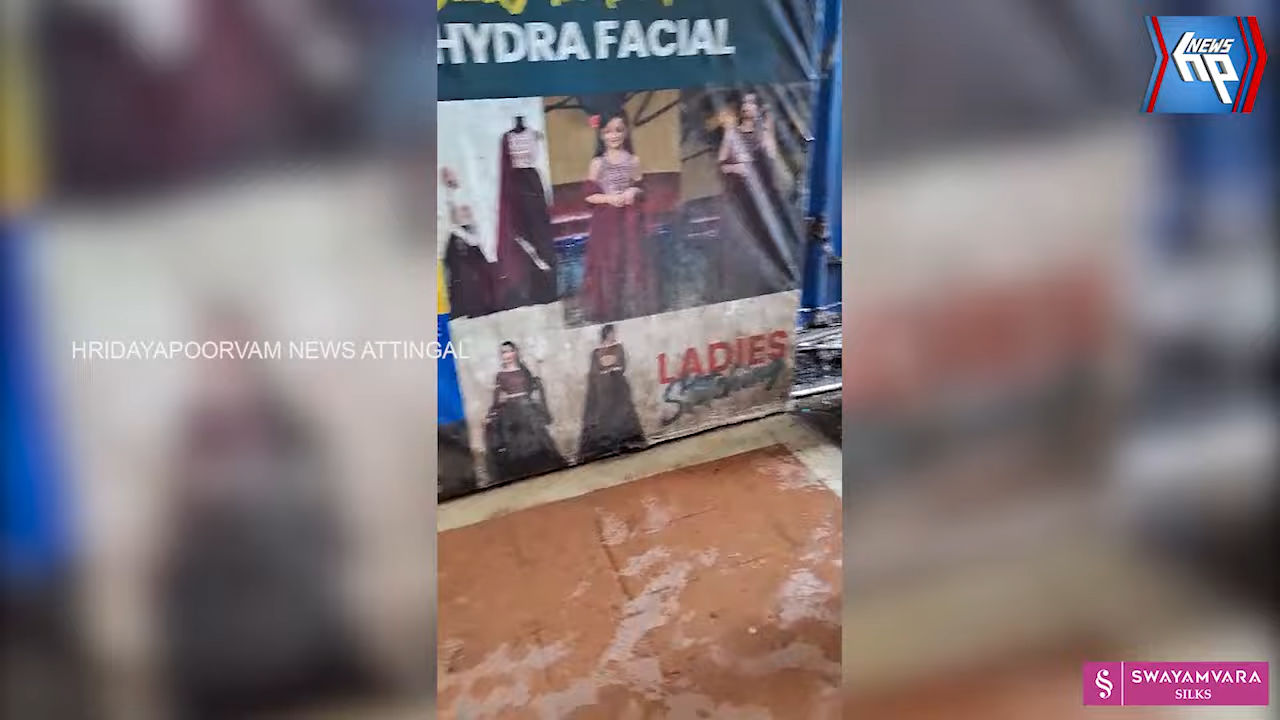 HYDRA FACIAL
NEWS
hp
HRIDAYAPOORVAM NEWS ATTINGAL
LADIES
SWAYAMVARA
SILKS